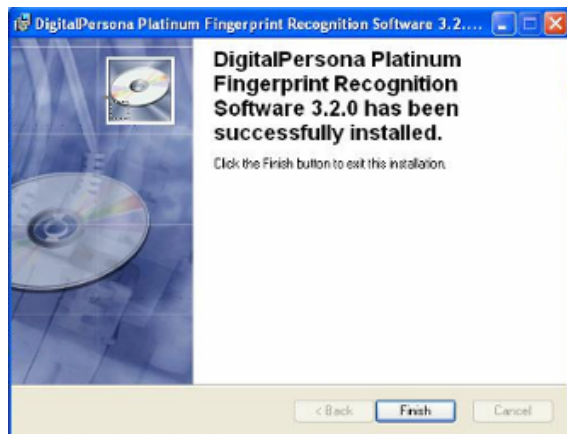 DigitalPersona Platinum Fingerprint Recognition Software 3.2....
DigitalPersona Platinum
Fingerprint Recognition
Software 3.2.0 has been
successfully installed.
Click the Finish button to exit this installation.
< Back
Finish
Cancel